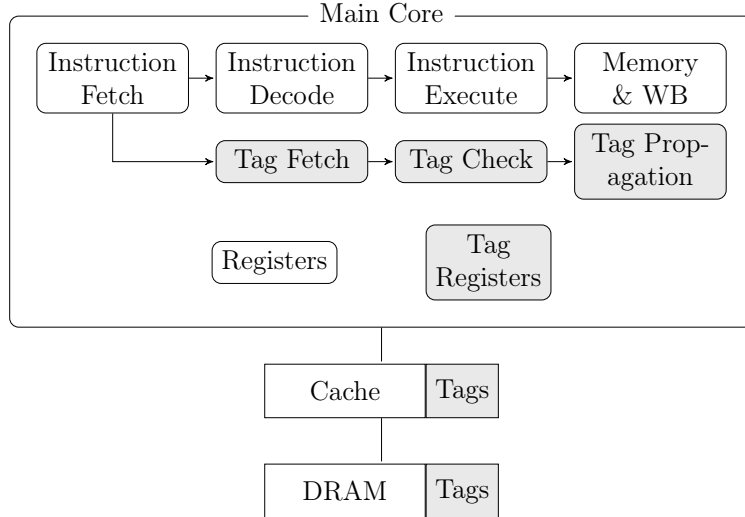 Main Core
Instruction
Fetch
Instruction
Decode
Instruction
Execute
Memory
& WB
Tag Fetch
Tag Check
Tag Prop-
agation
Registers
Tag
Registers
Cache
Tags
DRAM
Tags